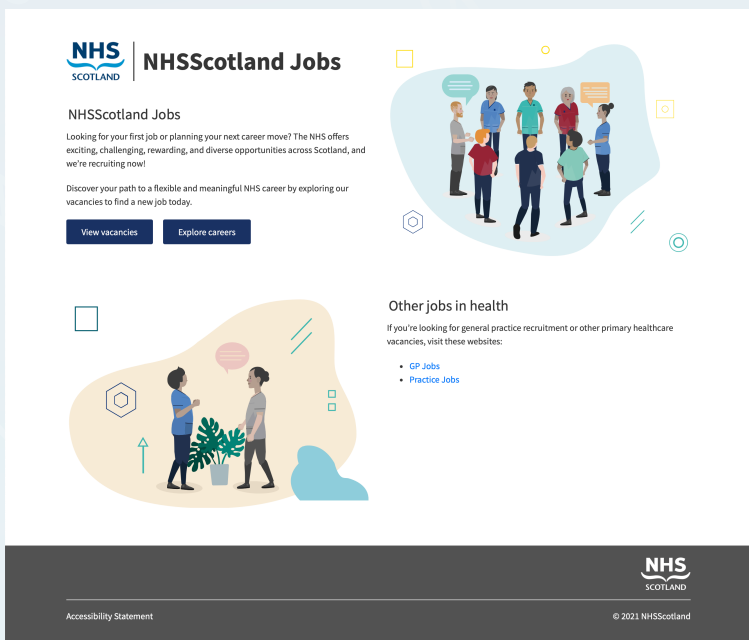 NHS
SCOTLAND
NHSScotland Jobs
NHSScotland Jobs
Looking for your first job or planning your next career move? The NHS offers
exciting, challenging, rewarding, and diverse opportunities across Scotland, and
we're recruiting now!
Discover your path to a flexible and meaningful NHS career by exploring our
vacancies to find a new job today.
View vacancies
Explore careers
Other jobs in health
If you're looking for general practice recruitment or other primary healthcare
vacancies, visit these websites:
• GP Jobs
• Practice Jobs
NHS
SCOTLAND
Accessibility Statement
© 2021 NHSScotland